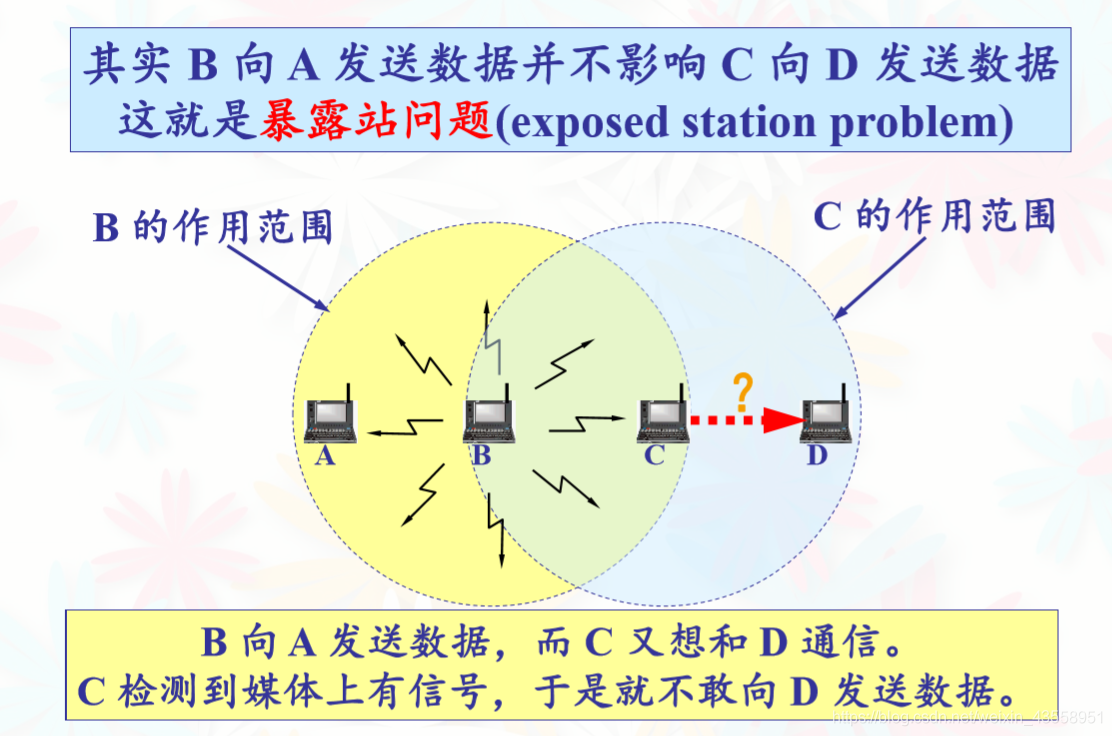 其实 B 向 A 发送数据并不影响 C 向 D 发送数据
这就是暴露站问题(exposed station problem)
B 的作用范围
C 的作用范围
?
A
B
C
D
B 向 A 发送数据，而 C 又想和 D 通信。
C 检测到媒体上有信号，于是就不敢向 D 发送数据。
https://blog.csdn.net/weixin_43558951